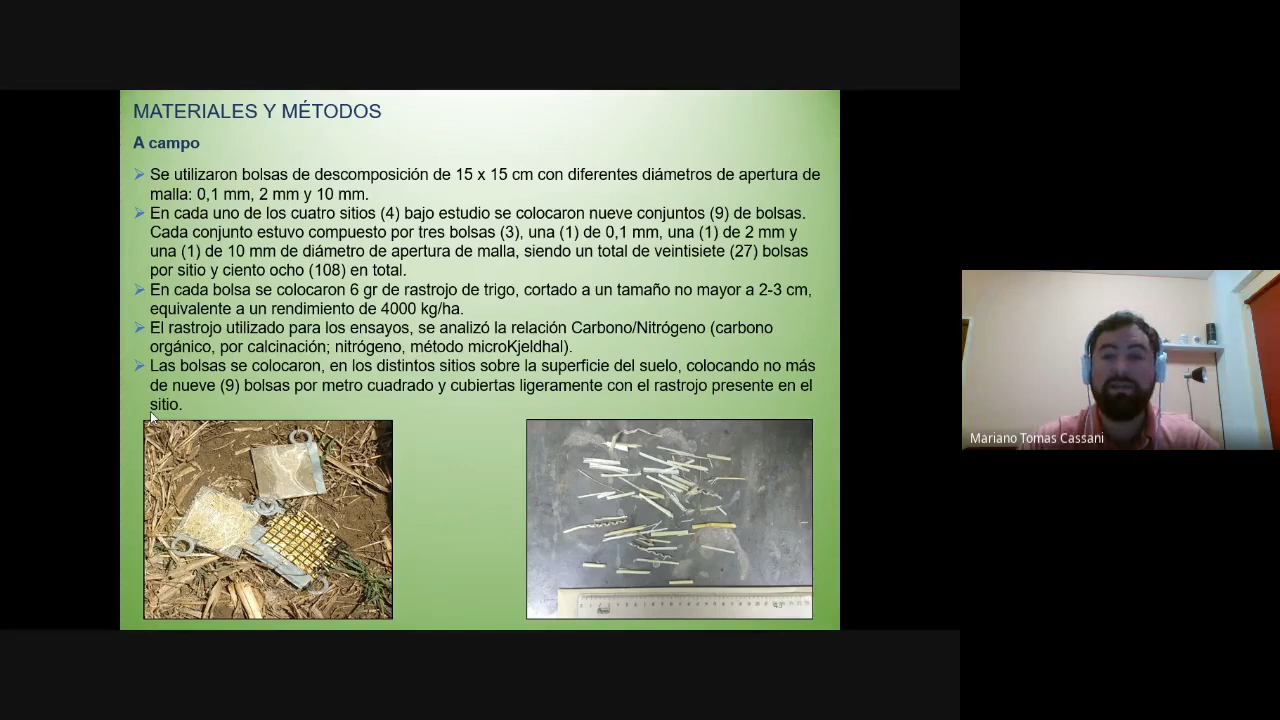 MATERIALES Y MÉTODOS
A campo
Se utilizaron bolsas de descomposición de 15 x 15 cm con diferentes diámetros de apertura de
malla: 0,1 mm, 2 mm y 10 mm.
En cada uno de los cuatro sitios (4) bajo estudio se colocaron nueve conjuntos (9) de bolsas.
Cada conjunto estuvo compuesto por tres bolsas (3), una (1) de 0,1 mm, una (1) de 2 mm y
una (1) de 10 mm de diámetro de apertura de malla, siendo un total de veintisiete (27) bolsas
por sitio y ciento ocho (108) en total.
En cada bolsa se colocaron 6 gr de rastrojo de trigo, cortado a un tamaño no mayor a 2-3 cm,
equivalente a un rendimiento de 4000 kg/ha.
El rastrojo utilizado para los ensayos, se analizó la relación Carbono/Nitrógeno (carbono
orgánico, por calcinación; nitrógeno, método microKjeldhal).
Las bolsas se colocaron, en los distintos sitios sobre la superficie del suelo, colocando no más
de nueve (9) bolsas por metro cuadrado y cubiertas ligeramente con el rastrojo presente en el
sitio.
Mariano Tomas Cassani